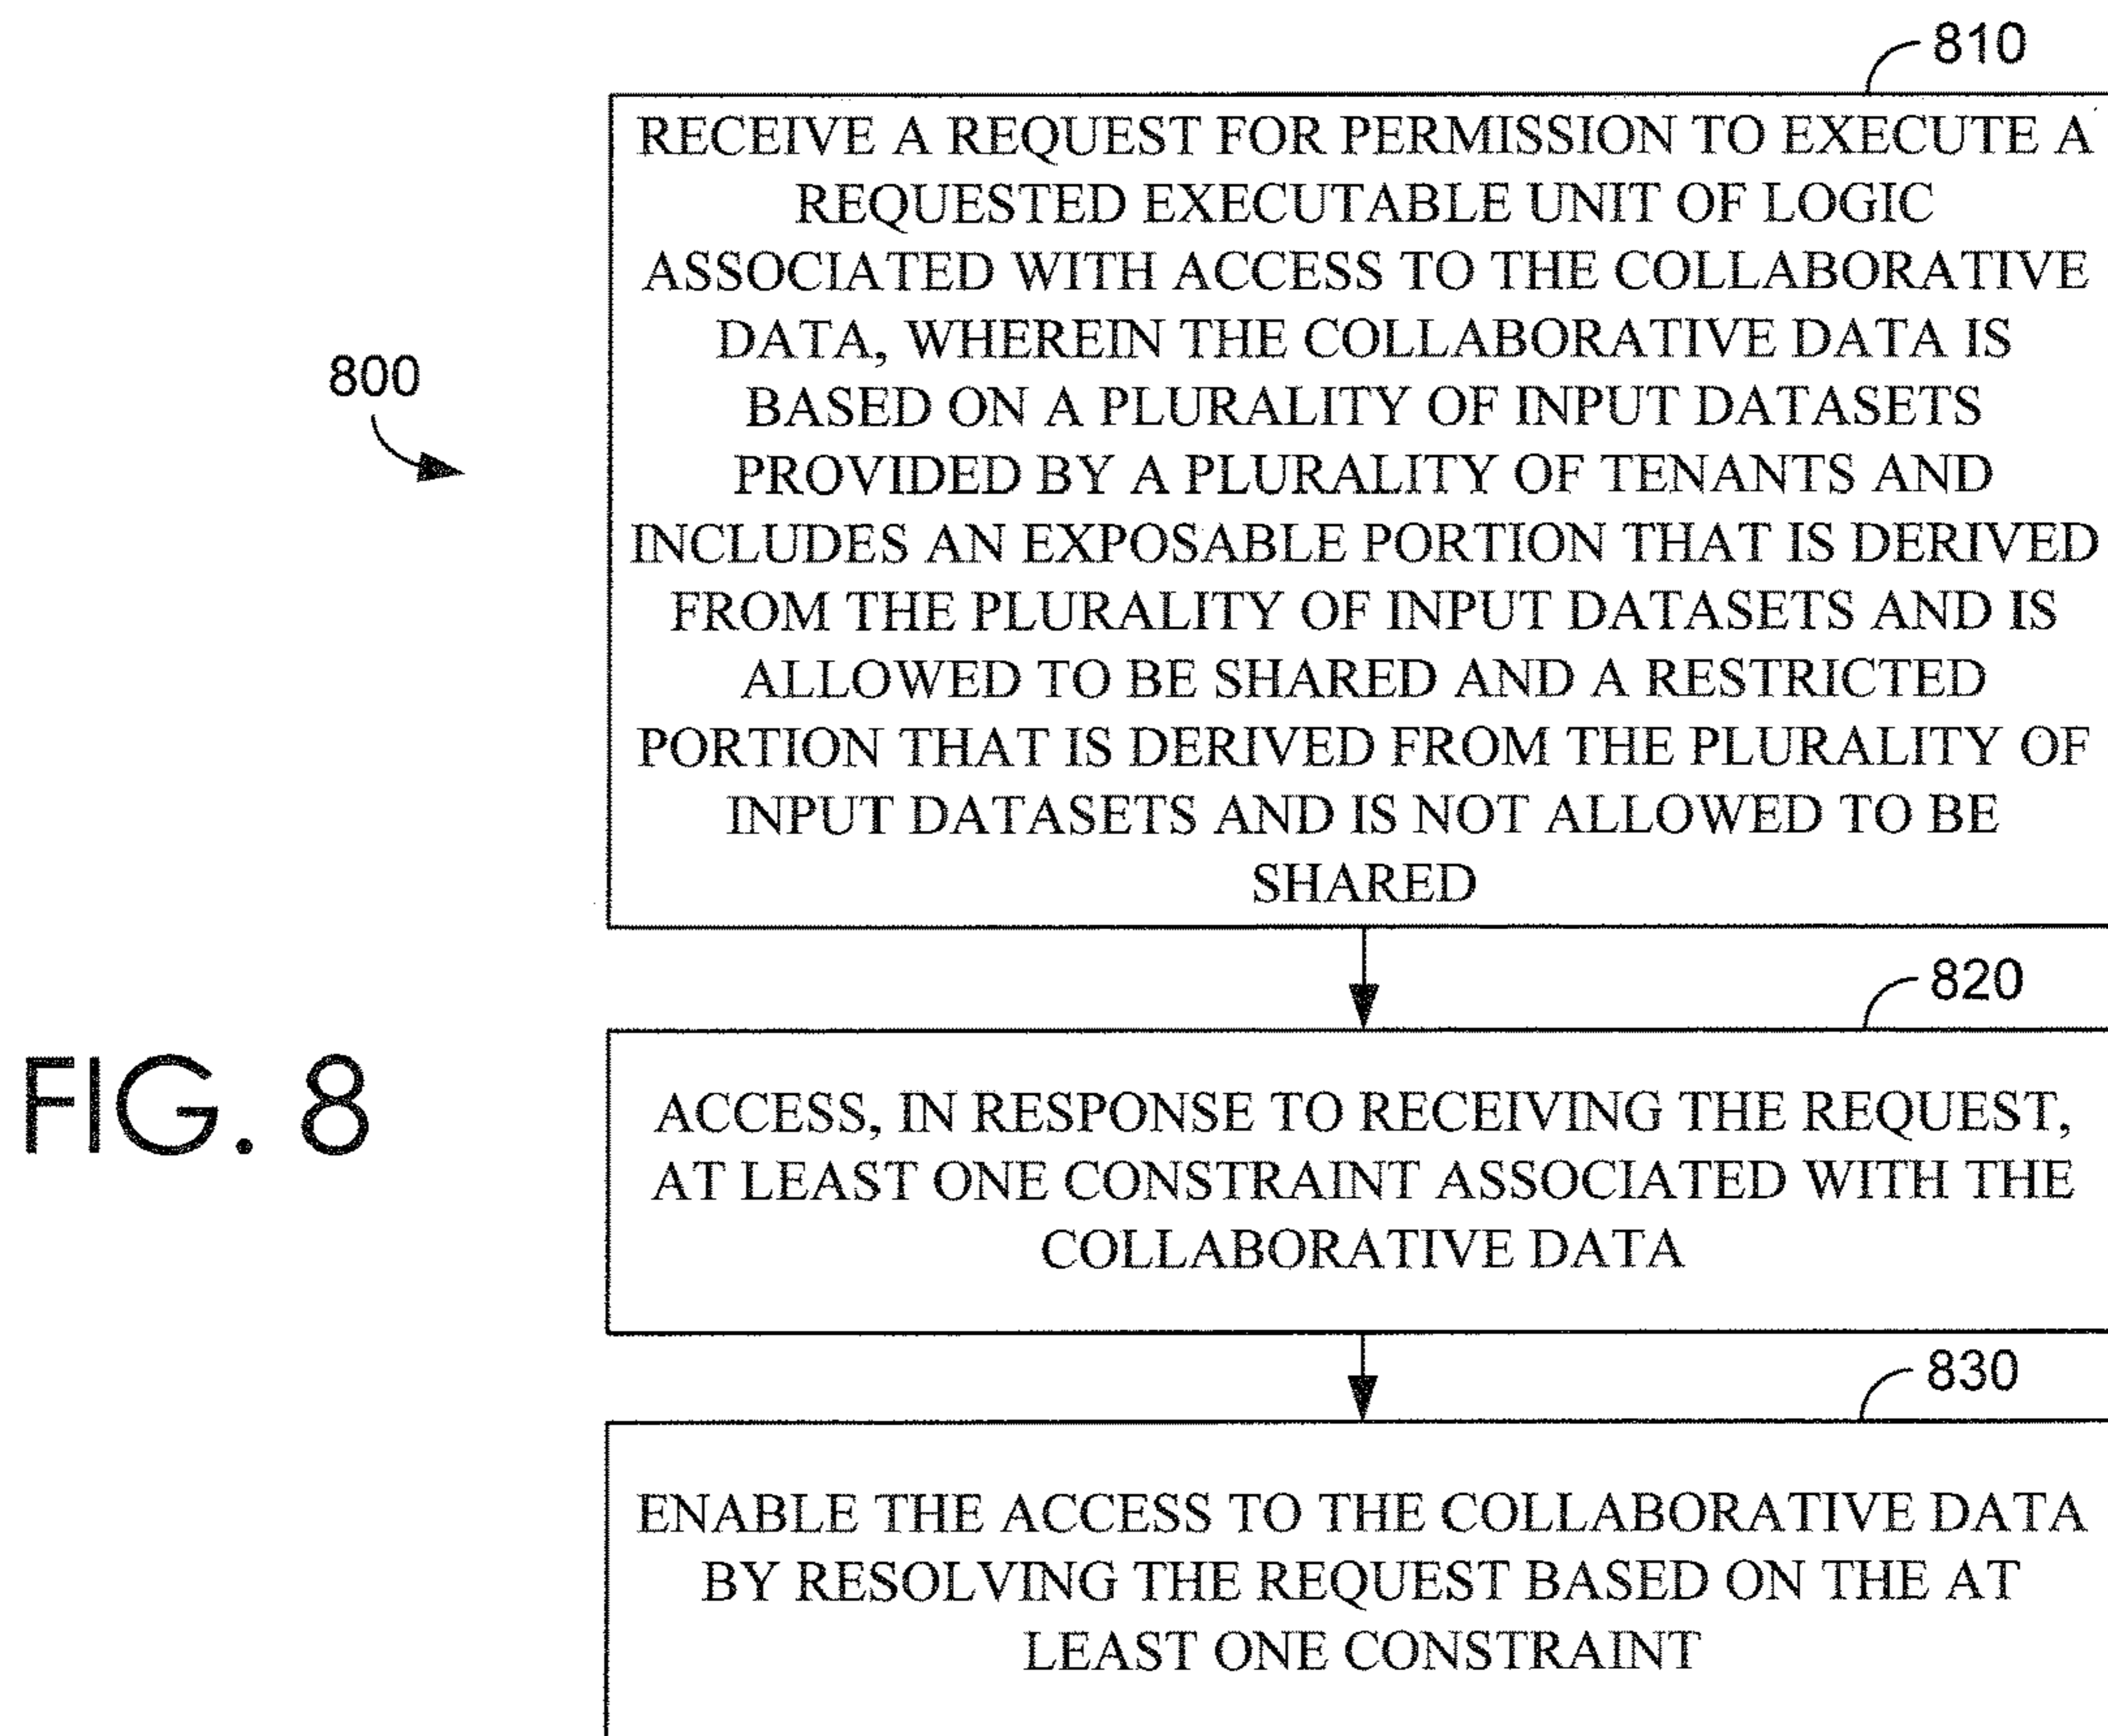 810
RECEIVE A REQUEST FOR PERMISSION TO EXECUTE A
REQUESTED EXECUTABLE UNIT OF LOGIC
ASSOCIATED WITH ACCESS TO THE COLLABORATIVE
DATA, WHEREIN THE COLLABORATIVE DATA IS
BASED ON A PLURALITY OF INPUT DATASETS
PROVIDED BY A PLURALITY OF TENANTS AND
INCLUDES AN EXPOSABLE PORTION THAT IS DERIVED
FROM THE PLURALITY OF INPUT DATASETS AND IS
ALLOWED TO BE SHARED AND A RESTRICTED
PORTION THAT IS DERIVED FROM THE PLURALITY OF
INPUT DATASETS AND IS NOT ALLOWED TO BE
SHARED
800
820
ACCESS, IN RESPONSE TO RECEIVING THE REQUEST,
AT LEAST ONE CONSTRAINT ASSOCIATED WITH THE
COLLABORATIVE DATA
FIG. 8
830
ENABLE THE ACCESS TO THE COLLABORATIVE DATA
BY RESOLVING THE REQUEST BASED ON THE AT
LEAST ONE CONSTRAINT